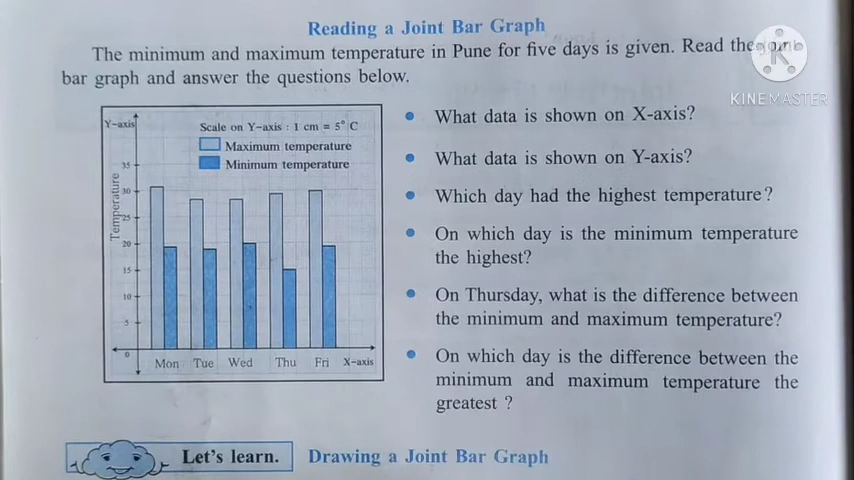 Reading a Joint Bar Graph
The minimum and maximum temperature in Pune for five days is given. Read the
bar graph and answer the questions below.
KINEMASTER
Y-axis
Scale on Y-axis : 1 cm = 5° C
Maximum temperature
Minimum temperature
Temperature
35
30
25
20
15
10
5
0
Mon Tue Wed Thu Fri X-axis
• What data is shown on X-axis?
• What data is shown on Y-axis?
• Which day had the highest temperature?
• On which day is the minimum temperature
the highest?
• On Thursday, what is the difference between
the minimum and maximum temperature?
• On which day is the difference between the
minimum and maximum temperature the
greatest ?
Let's learn. Drawing a Joint Bar Graph